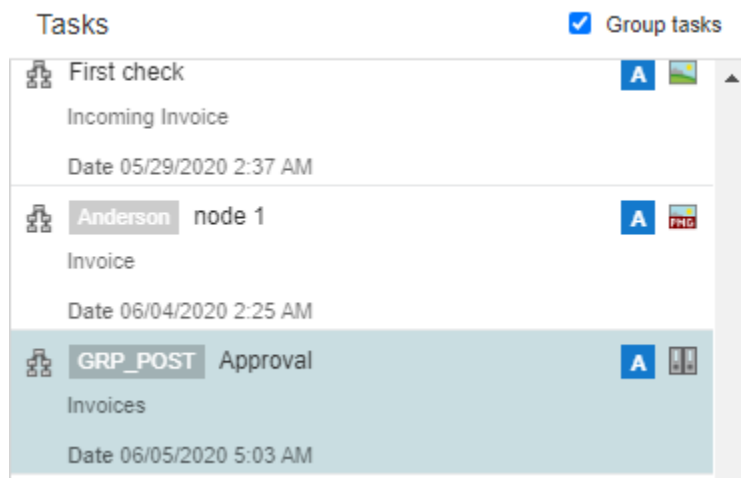 Tasks Group tasks
First check A
Incoming Invoice
Date 05/29/2020 2:37 AM
Anderson node 1 A PNG
Invoice
Date 06/04/2020 2:25 AM
GRP_POST Approval A
Invoices
Date 06/05/2020 5:03 AM